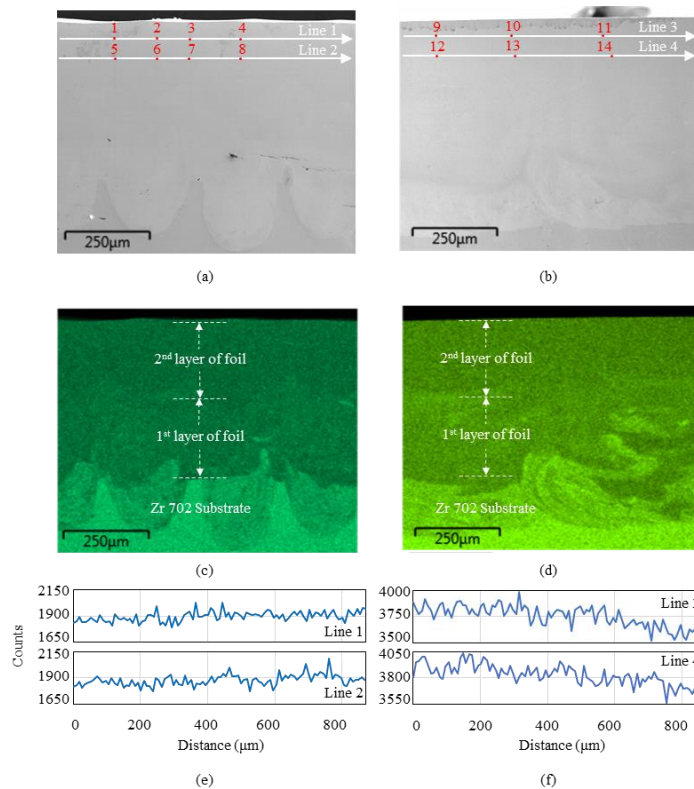 1 2 3 4 Line 1
5 6 7 8 Line 2
250μm
(a)
9 10 11 Line 3
12 13 14 Line 4
(b)
250μm
2nd layer of foil
1st layer of foil
Zr 702 Substrate
250μm
(c)
2nd layer of foil
1st layer of foil
250μm
(d)
Counts
2150
1900
1650
Line 1
2150
1900
1650
Line 2
0 200 400 600 800
Distance (μm)
(e)
4000
3750
3500
Line
4050
3800
3550
Line
0 200 400 600 800
Distance (μm)
(f)